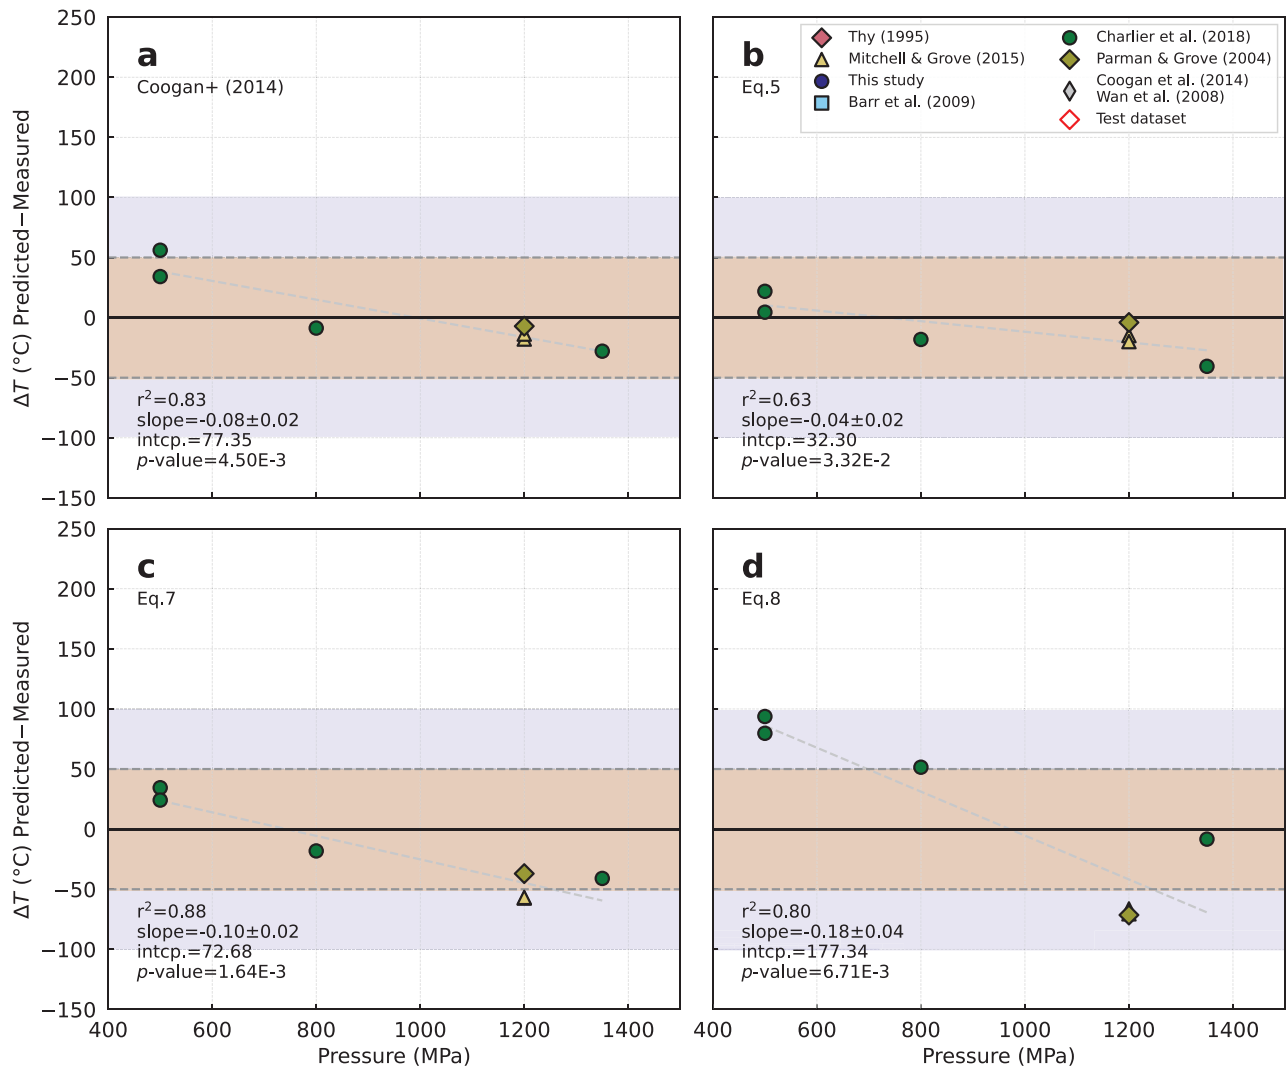 250
200
150
100
50
0
−50
−100
−150
ΔT (°C) Predicted−Measured
a
Coogan+ (2014)
r²=0.83
slope=-0.08±0.02
intcp.=77.35
p-value=4.50E-3
b
Eq.5
Thy (1995)
Mitchell & Grove (2015)
This study
Barr et al. (2009)
Charlier et al. (2018)
Parman & Grove (2004)
Coogan et al. (2014)
Wan et al. (2008)
Test dataset
r²=0.63
slope=-0.04±0.02
intcp.=32.30
p-value=3.32E-2
250
200
150
100
50
0
−50
−100
−150
ΔT (°C) Predicted−Measured
c
Eq.7
r²=0.88
slope=-0.10±0.02
intcp.=72.68
p-value=1.64E-3
400 600 800 1000 1200 1400
Pressure (MPa)
d
Eq.8
r²=0.80
slope=-0.18±0.04
intcp.=177.34
p-value=6.71E-3
400 600 800 1000 1200 1400
Pressure (MPa)